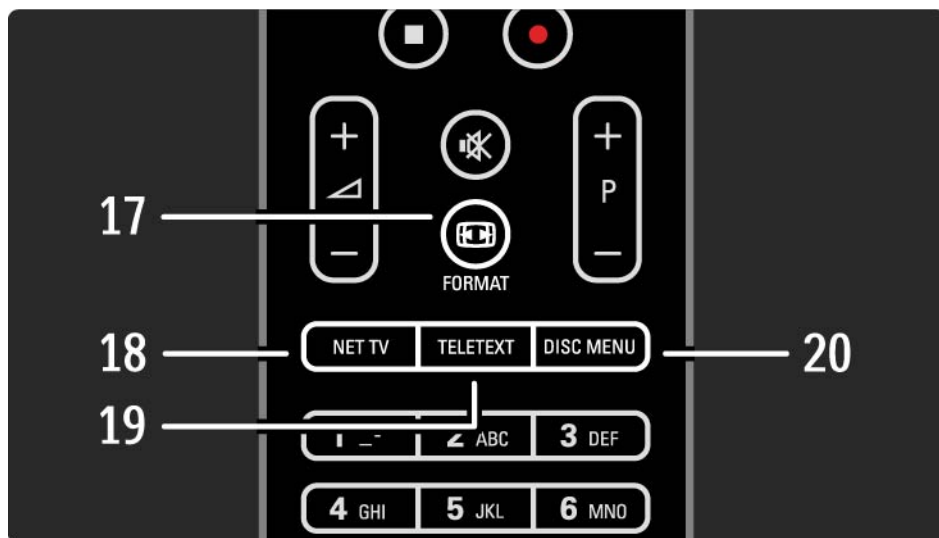 + +
P
17
− −
FORMAT
18 NET TV TELETEXT DISC MENU 20
19
1 _- 2 ABC 3 DEF
4 GHI 5 JKL 6 MNO